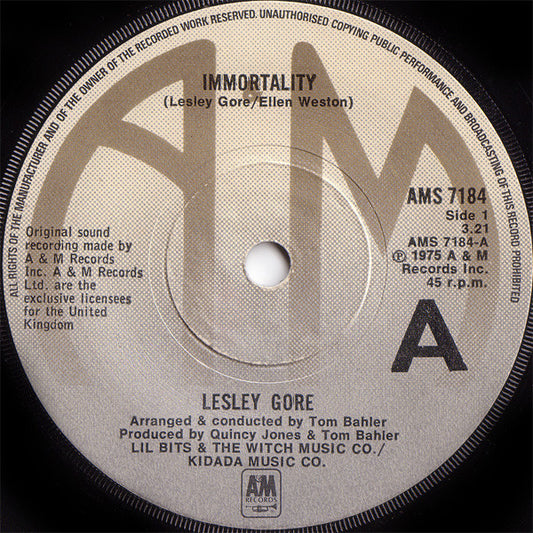 ALL RIGHTS OF THE MANUFACTURER AND OF THE OWNER OF THE RECORDED WORK RESERVED. UNAUTHORISED COPYING PUBLIC PERFORMANCE AND BROADCASTING OF THIS RECORD PROHIBITED
AM
IMMORTALITY
(Lesley Gore/Ellen Weston)
Original sound
recording made by
A & M Records
Inc. A & M Records
Ltd. are the
exclusive licensees
for the United
Kingdom
AMS 7184
Side 1
3.21
AMS 7184-A
Ⓟ 1975 A & M
Records Inc.
45 r.p.m.
A
LESLEY GORE
Arranged & conducted by Tom Bahler
Produced by Quincy Jones & Tom Bahler
LIL BITS & THE WITCH MUSIC CO./
KIDADA MUSIC CO.
A&M
RECORDS